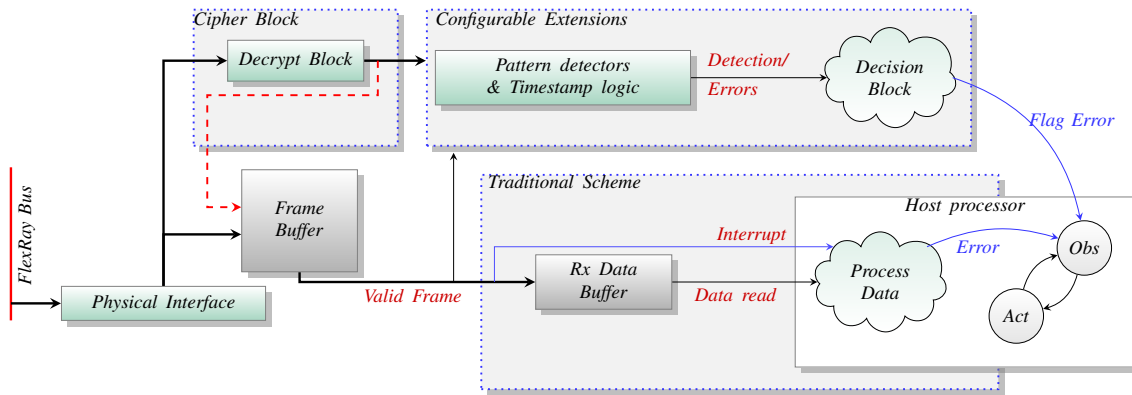 Cipher Block
Configurable Extensions
Decrypt Block
Pattern detectors
& Timestamp logic
Detection/
Errors
Decision
Block
Flag Error
FlexRay Bus
Frame
Buffer
Traditional Scheme
Host processor
Interrupt
Error
Obs
Physical Interface
Valid Frame
Rx Data
Buffer
Data read
Process
Data
Act